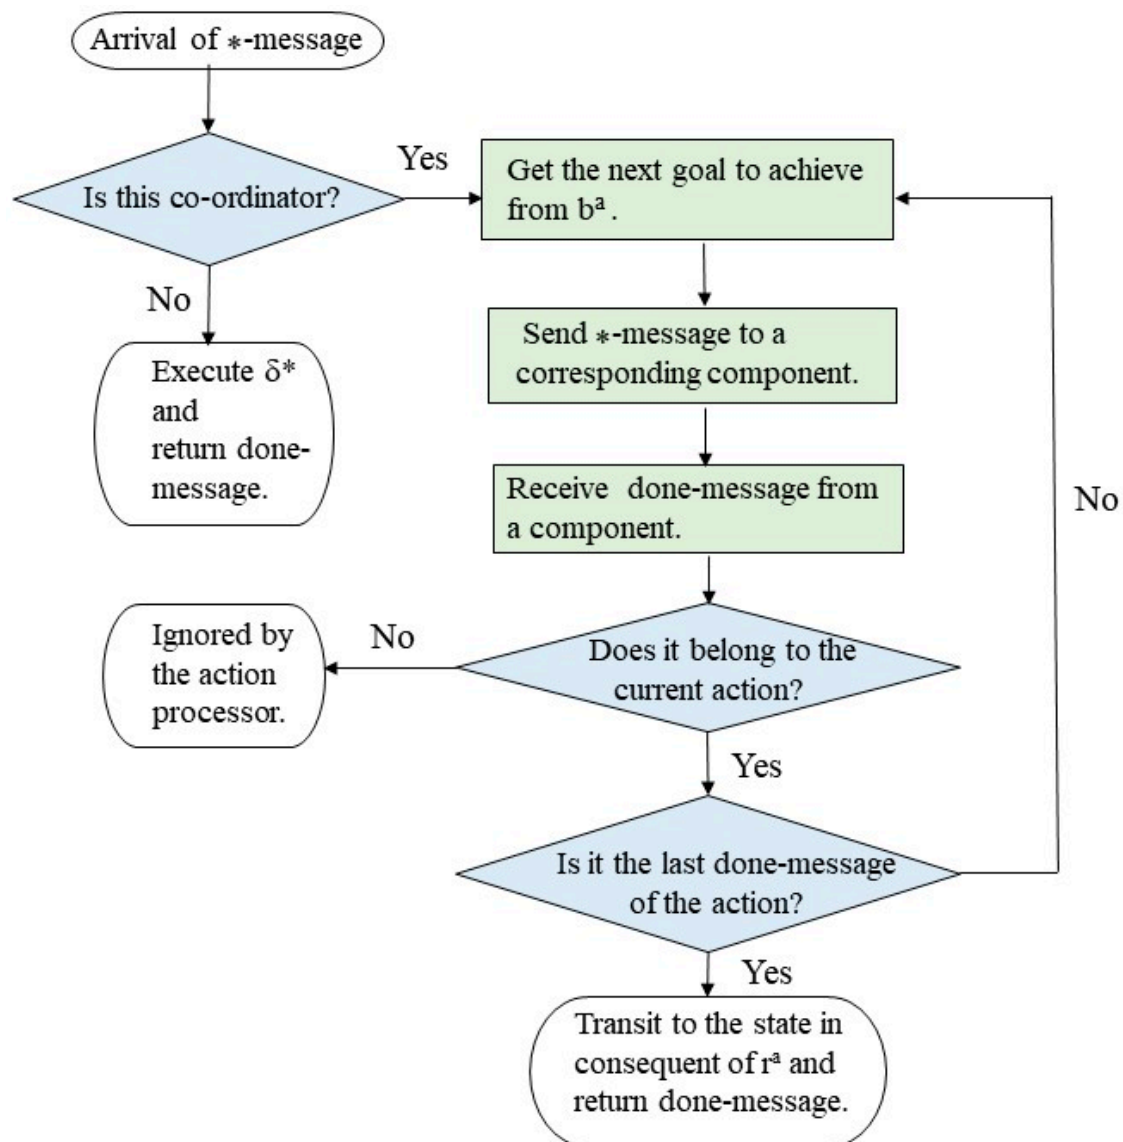 Arrival of *-message
Is this co-ordinator?
Yes
Get the next goal to achieve
from bª .
No
Send *-message to a
corresponding component.
Execute δ*
and
return done-
message.
Receive done-message from
a component.
No
Ignored by
the action
processor.
No
Does it belong to the
current action?
Yes
Is it the last done-message
of the action?
Yes
Transit to the state in
consequent of rª and
return done-message.